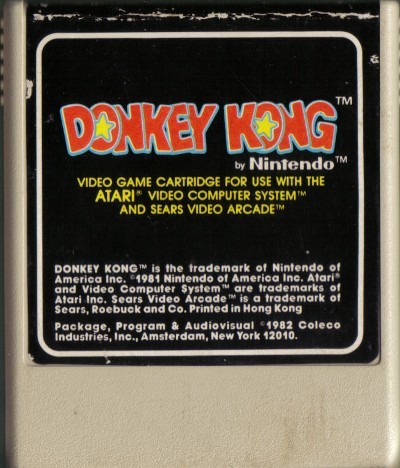 DONKEY KONG™
by Nintendo™
VIDEO GAME CARTRIDGE FOR USE WITH THE
ATARI® VIDEO COMPUTER SYSTEM™
AND SEARS VIDEO ARCADE™
DONKEY KONG™ is the trademark of Nintendo of
America Inc. ©1981 Nintendo of America Inc. Atari®
and Video Computer System™ are trademarks of
Atari Inc. Sears Video Arcade™ is a trademark of
Sears, Roebuck and Co. Printed in Hong Kong
Package, Program & Audiovisual ©1982 Coleco
Industries, Inc., Amsterdam, New York 12010.